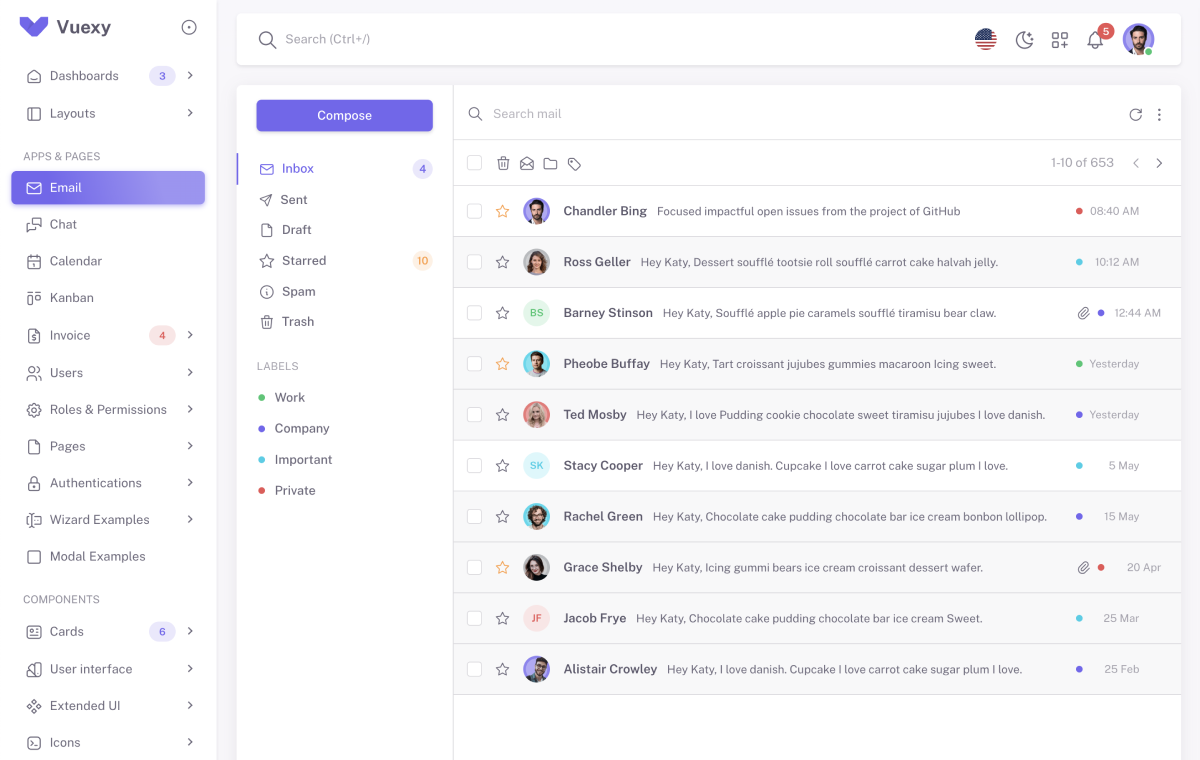 Vuexy
Dashboards 3
Layouts
APPS & PAGES
Email
Chat
Calendar
Kanban
Invoice 4
Users
Roles & Permissions
Pages
Authentications
Wizard Examples
Modal Examples
COMPONENTS
Cards 6
User interface
Extended UI
Icons
Search (Ctrl+/)
5
Compose
Inbox 4
Sent
Draft
Starred 10
Spam
Trash
LABELS
Work
Company
Important
Private
Search mail
1-10 of 653
Chandler Bing Focused impactful open issues from the project of GitHub 08:40 AM
Ross Geller Hey Katy, Dessert soufflé tootsie roll soufflé carrot cake halvah jelly. 10:12 AM
BS Barney Stinson Hey Katy, Soufflé apple pie caramels soufflé tiramisu bear claw. 12:44 AM
Pheobe Buffay Hey Katy, Tart croissant jujubes gummies macaroon Icing sweet. Yesterday
Ted Mosby Hey Katy, I love Pudding cookie chocolate sweet tiramisu jujubes I love danish. Yesterday
SK Stacy Cooper Hey Katy, I love danish. Cupcake I love carrot cake sugar plum I love. 5 May
Rachel Green Hey Katy, Chocolate cake pudding chocolate bar ice cream bonbon lollipop. 15 May
Grace Shelby Hey Katy, Icing gummi bears ice cream croissant dessert wafer. 20 Apr
JF Jacob Frye Hey Katy, Chocolate cake pudding chocolate bar ice cream Sweet. 25 Mar
Alistair Crowley Hey Katy, I love danish. Cupcake I love carrot cake sugar plum I love. 25 Feb